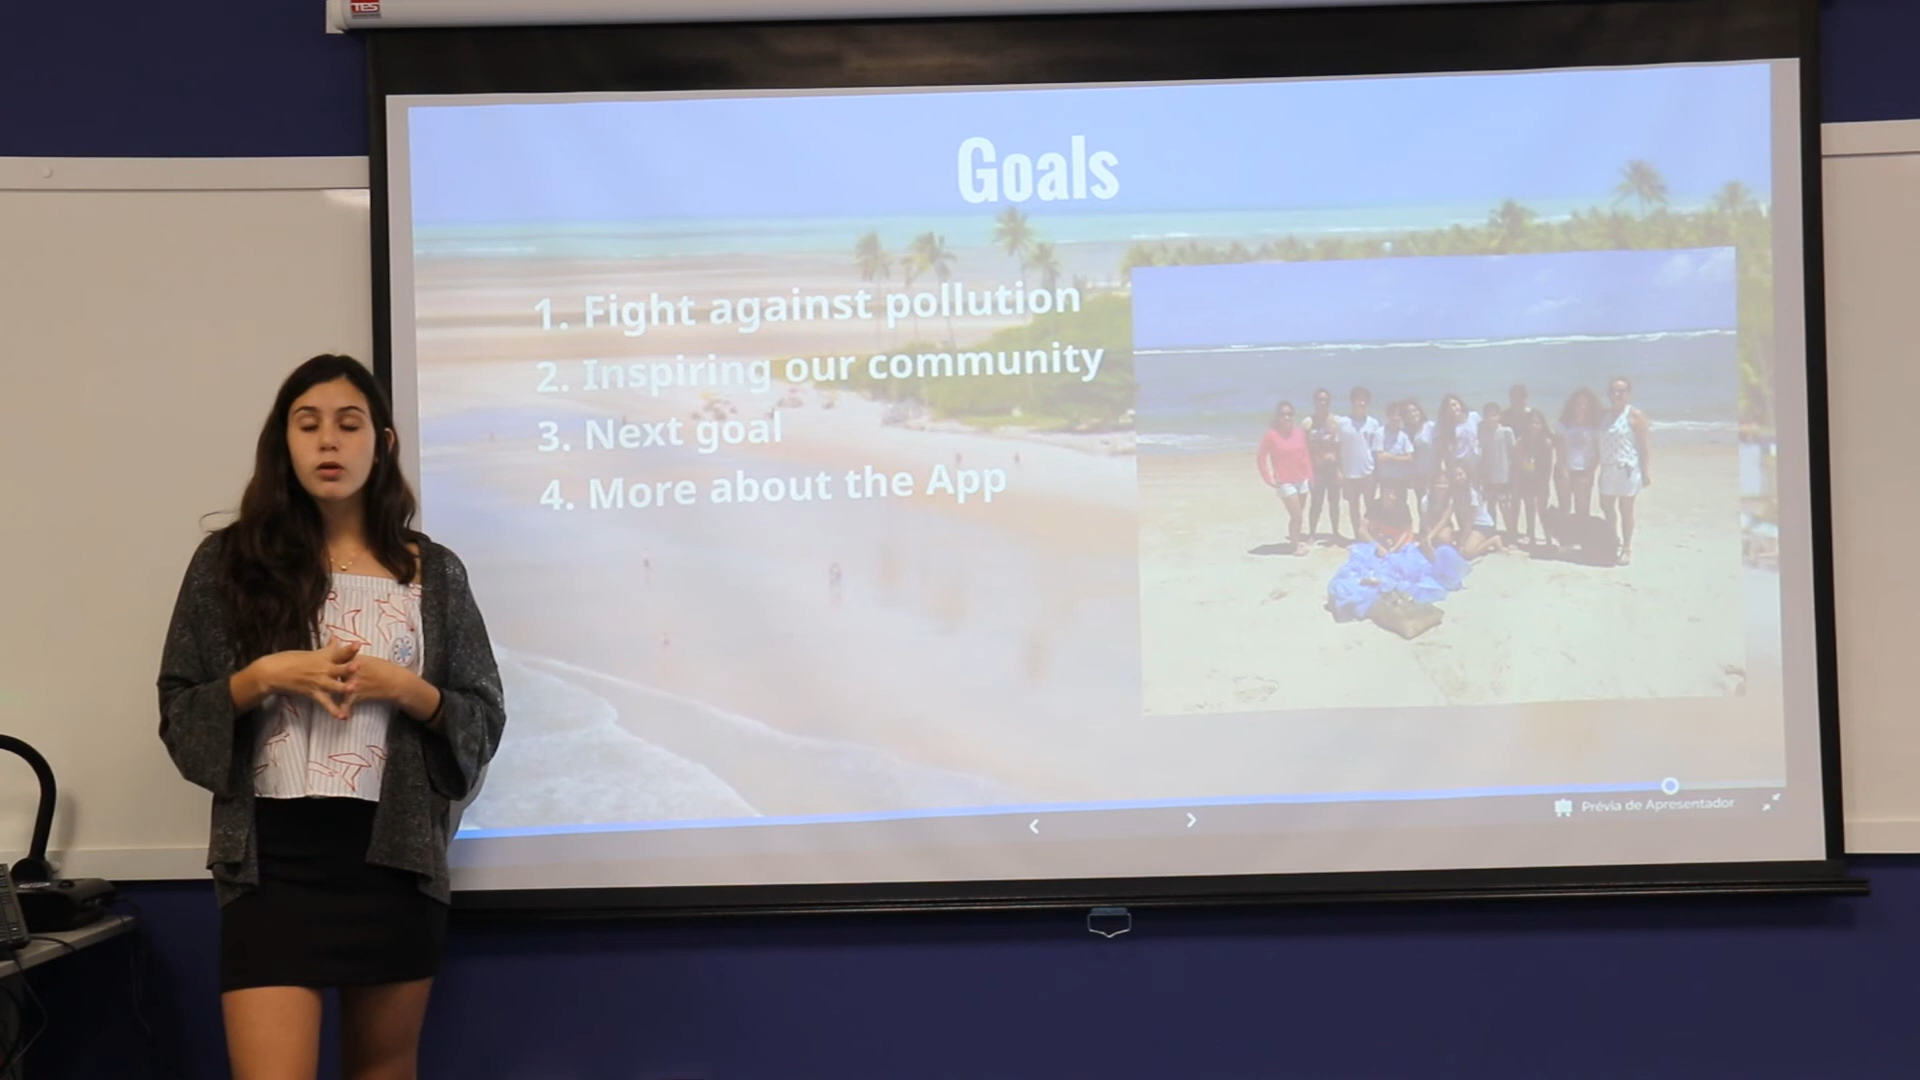 TES
Goals
1. Fight against pollution
2. Inspiring our community
3. Next goal
4. More about the App
Prévia de Apresentador